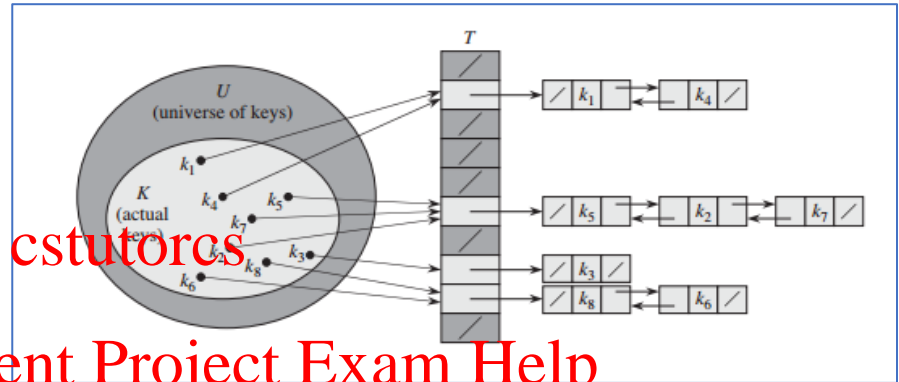 T
U
(universe of keys)
k1 k4
k1
K
(actual
keys)
k4 k5
k7
k5 k2 k7
cstutorcs
k2 k8 k3
k3
k6
k8 k6
ent Project Exam Help